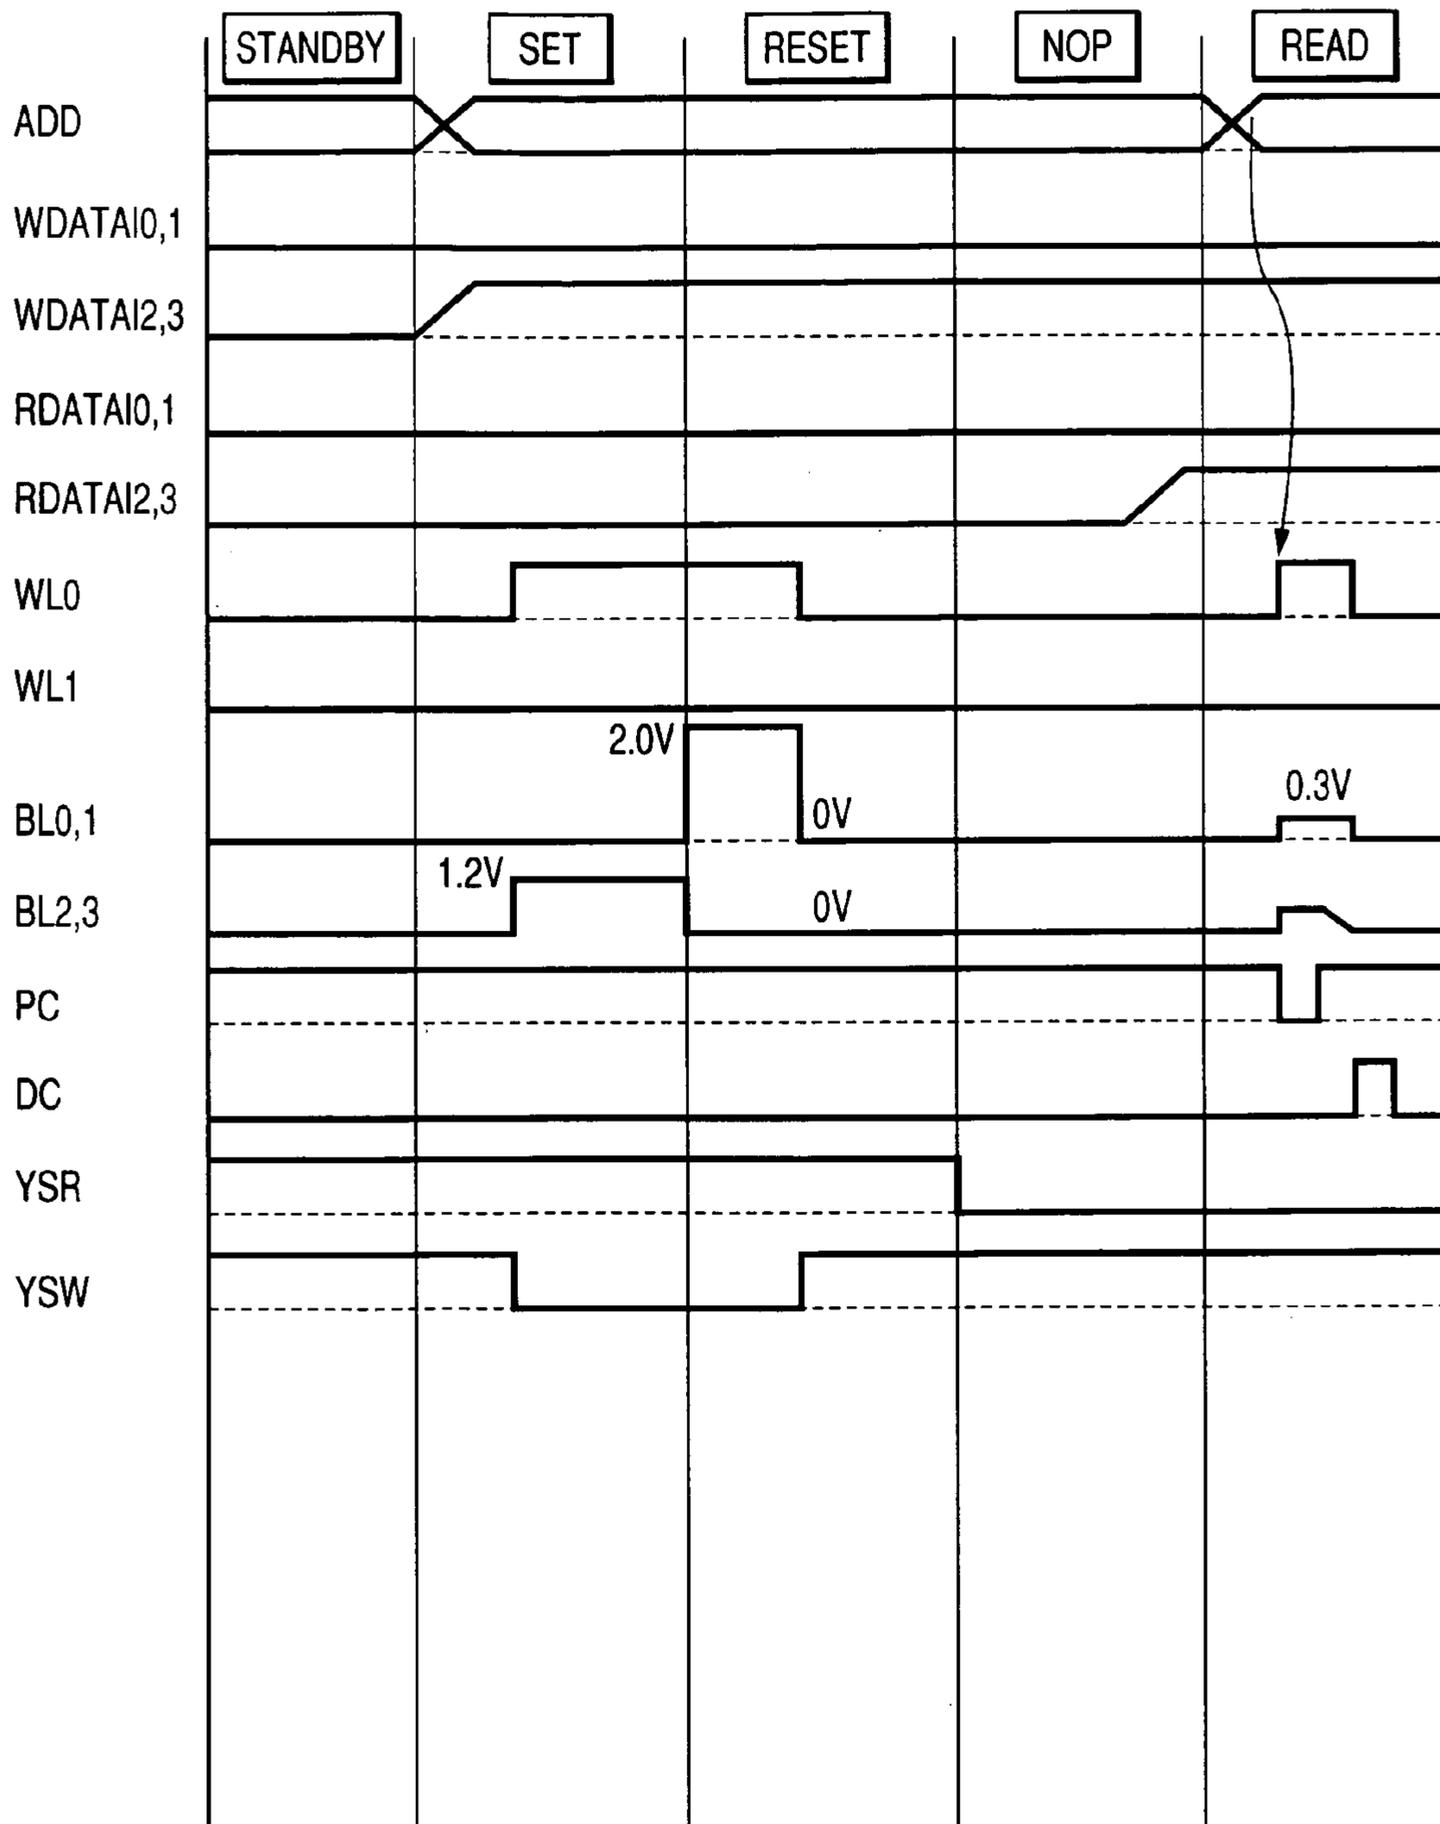 STANDBY SET RESET NOP READ
ADD
WDATAI0,1
WDATAI2,3
RDATAI0,1
RDATAI2,3
WL0
WL1
2.0V
0.3V
BL0,1 0V
1.2V
BL2,3 0V
PC
DC
YSR
YSW